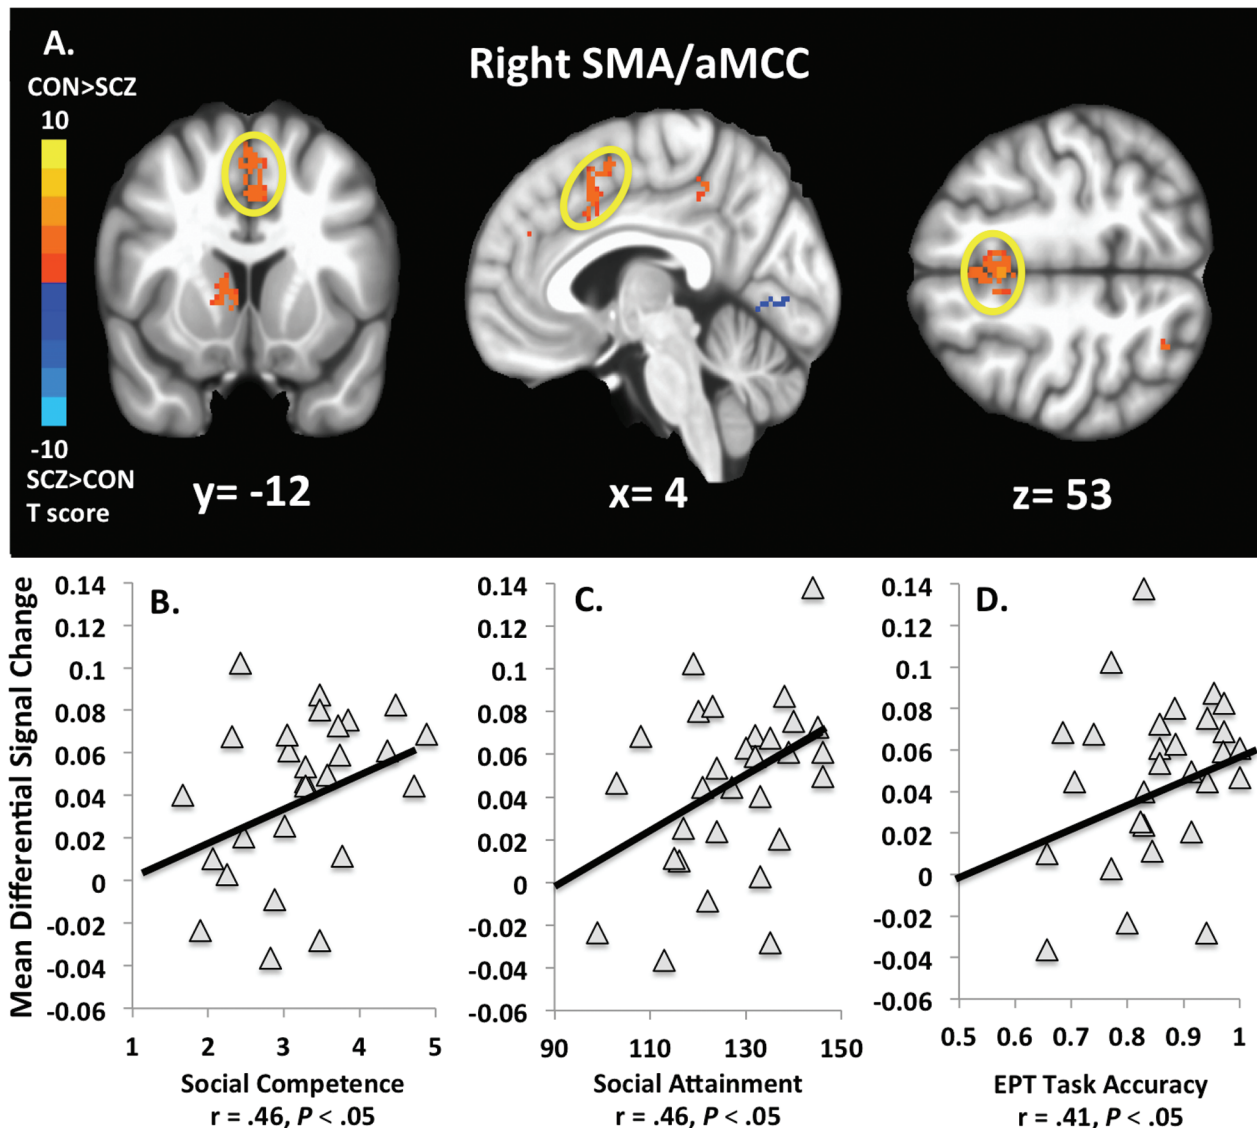 A.
Right SMA/aMCC
CON>SCZ
10
-10
SCZ>CON
T score
y= -12
x= 4
z= 53
B.
Mean Differential Signal Change
0.14
0.12
0.1
0.08
0.06
0.04
0.02
0
-0.02
-0.04
-0.06
1 2 3 4 5
Social Competence
r = .46, P < .05
C.
0.14
0.12
0.1
0.08
0.06
0.04
0.02
0
-0.02
-0.04
-0.06
90 110 130 150
Social Attainment
r = .46, P < .05
D.
0.14
0.12
0.1
0.08
0.06
0.04
0.02
0
-0.02
-0.04
-0.06
0.5 0.6 0.7 0.8 0.9 1
EPT Task Accuracy
r = .41, P < .05